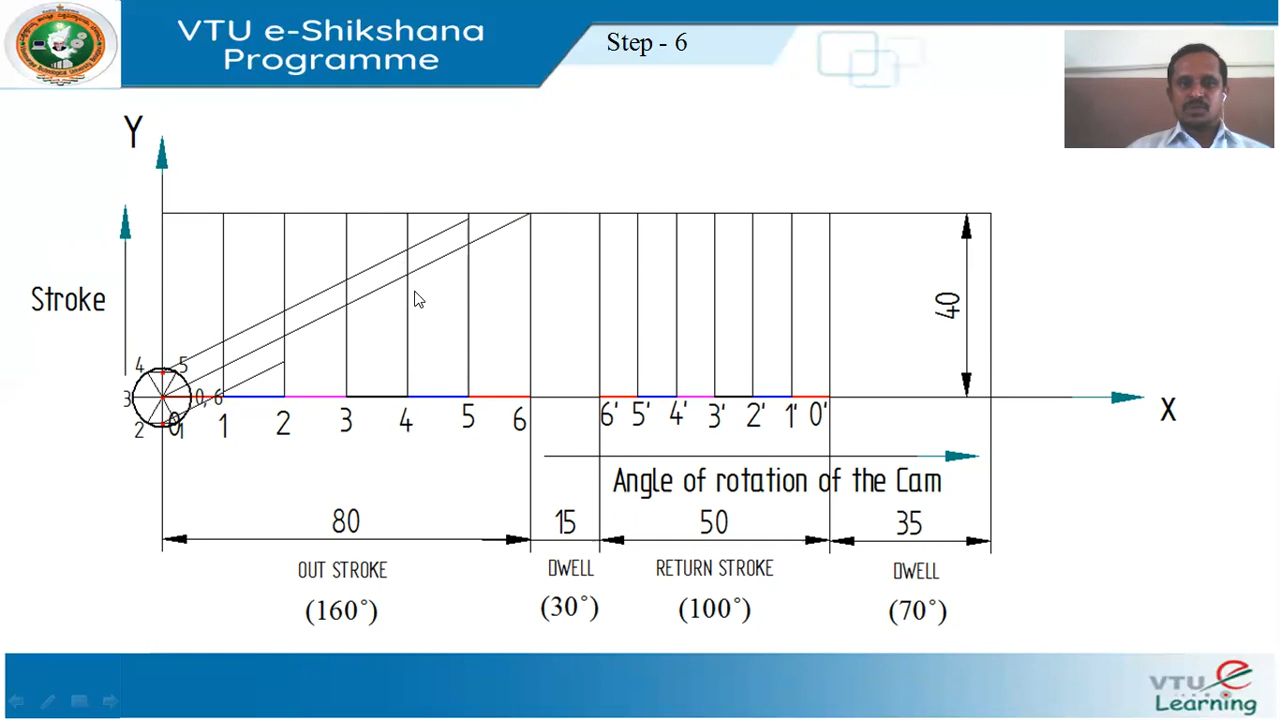 VTU e-Shikshana
Programme
Step - 6
Y
Stroke
40
4 5
3 0, 6
2 0 1
1 2 3 4 5 6 6' 5' 4' 3' 2' 1' 0'
X
Angle of rotation of the Cam
80 15 50 35
OUT STROKE DWELL RETURN STROKE DWELL
(160°) (30°) (100°) (70°)
VTU e
Learning